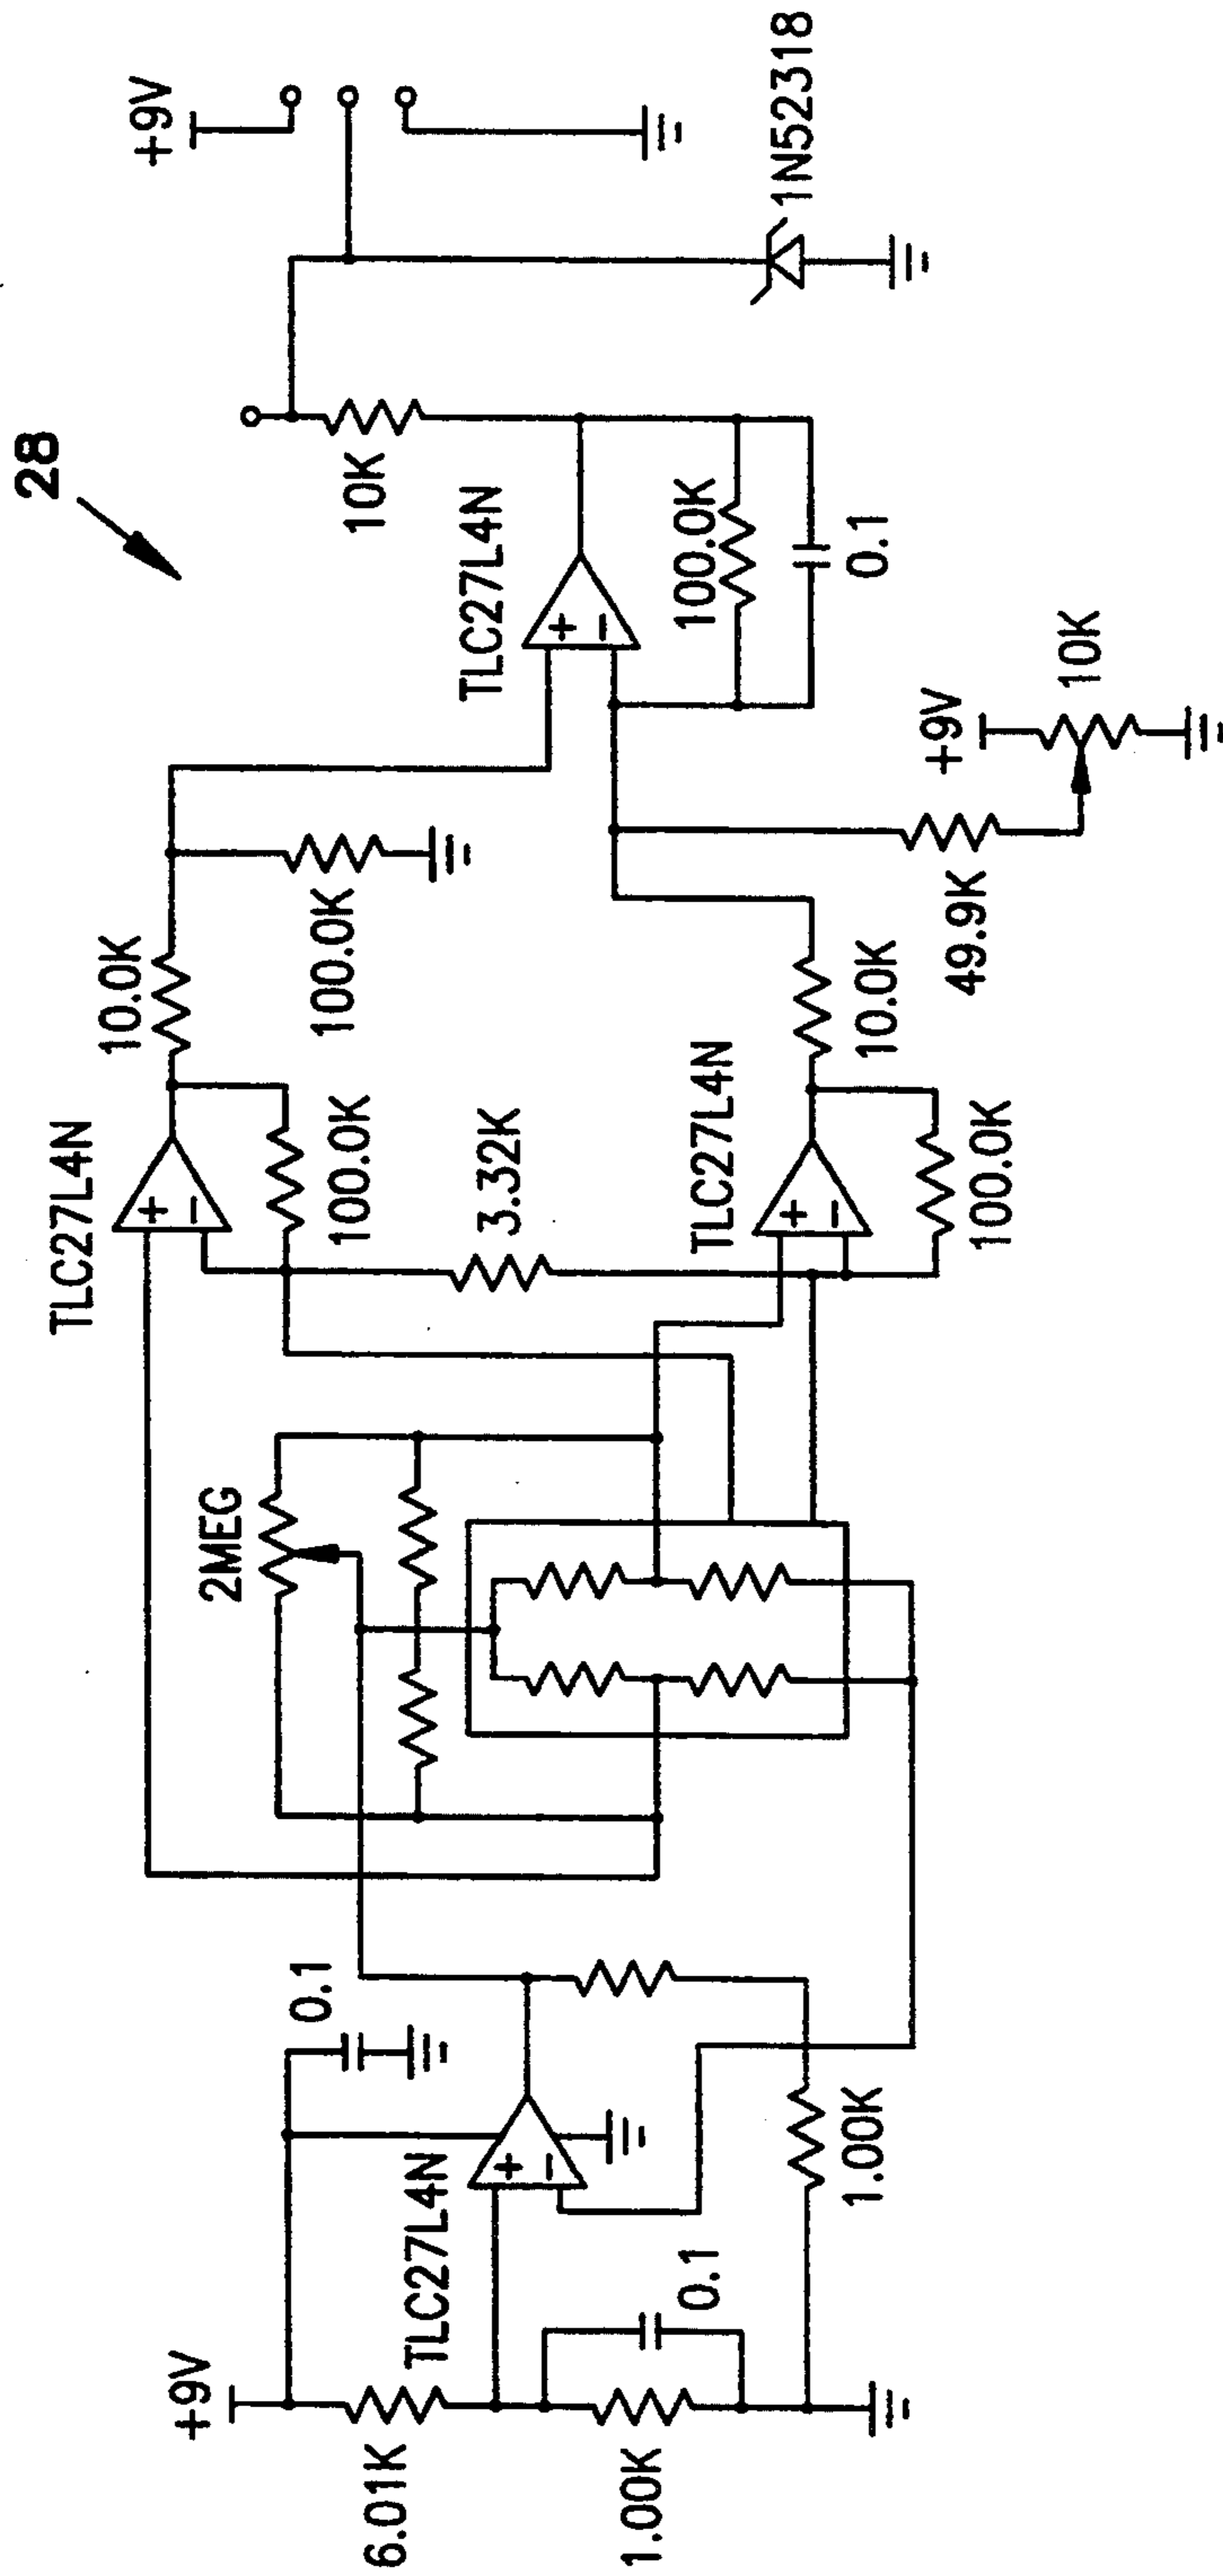 28
+9V
6.01K
1.00K
0.1
TLC27L4N
0.1
1.00K
2MEG
TLC27L4N
100.0K
3.32K
TLC27L4N
100.0K
10.0K
100.0K
10.0K
49.9K
+9V
10K
TLC27L4N
100.0K
0.1
10K
+9V
1N52318